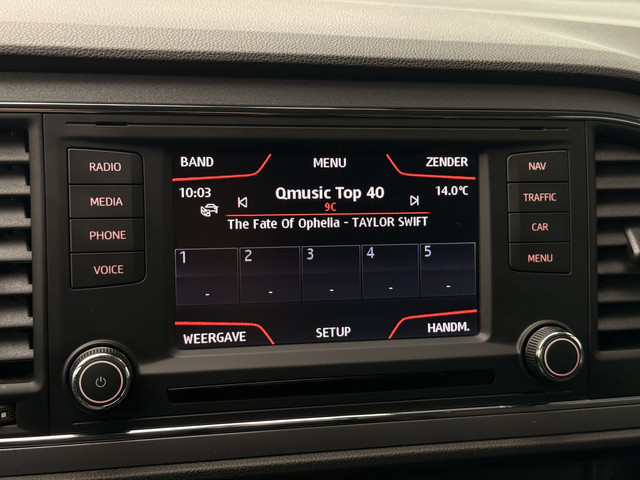 RADIO
MEDIA
PHONE
VOICE
BAND MENU ZENDER
10:03 Qmusic Top 40 14.0°C
9C
The Fate Of Ophelia - TAYLOR SWIFT
1 2 3 4 5
- - - - -
WEERGAVE SETUP HANDM.
NAV
TRAFFIC
CAR
MENU